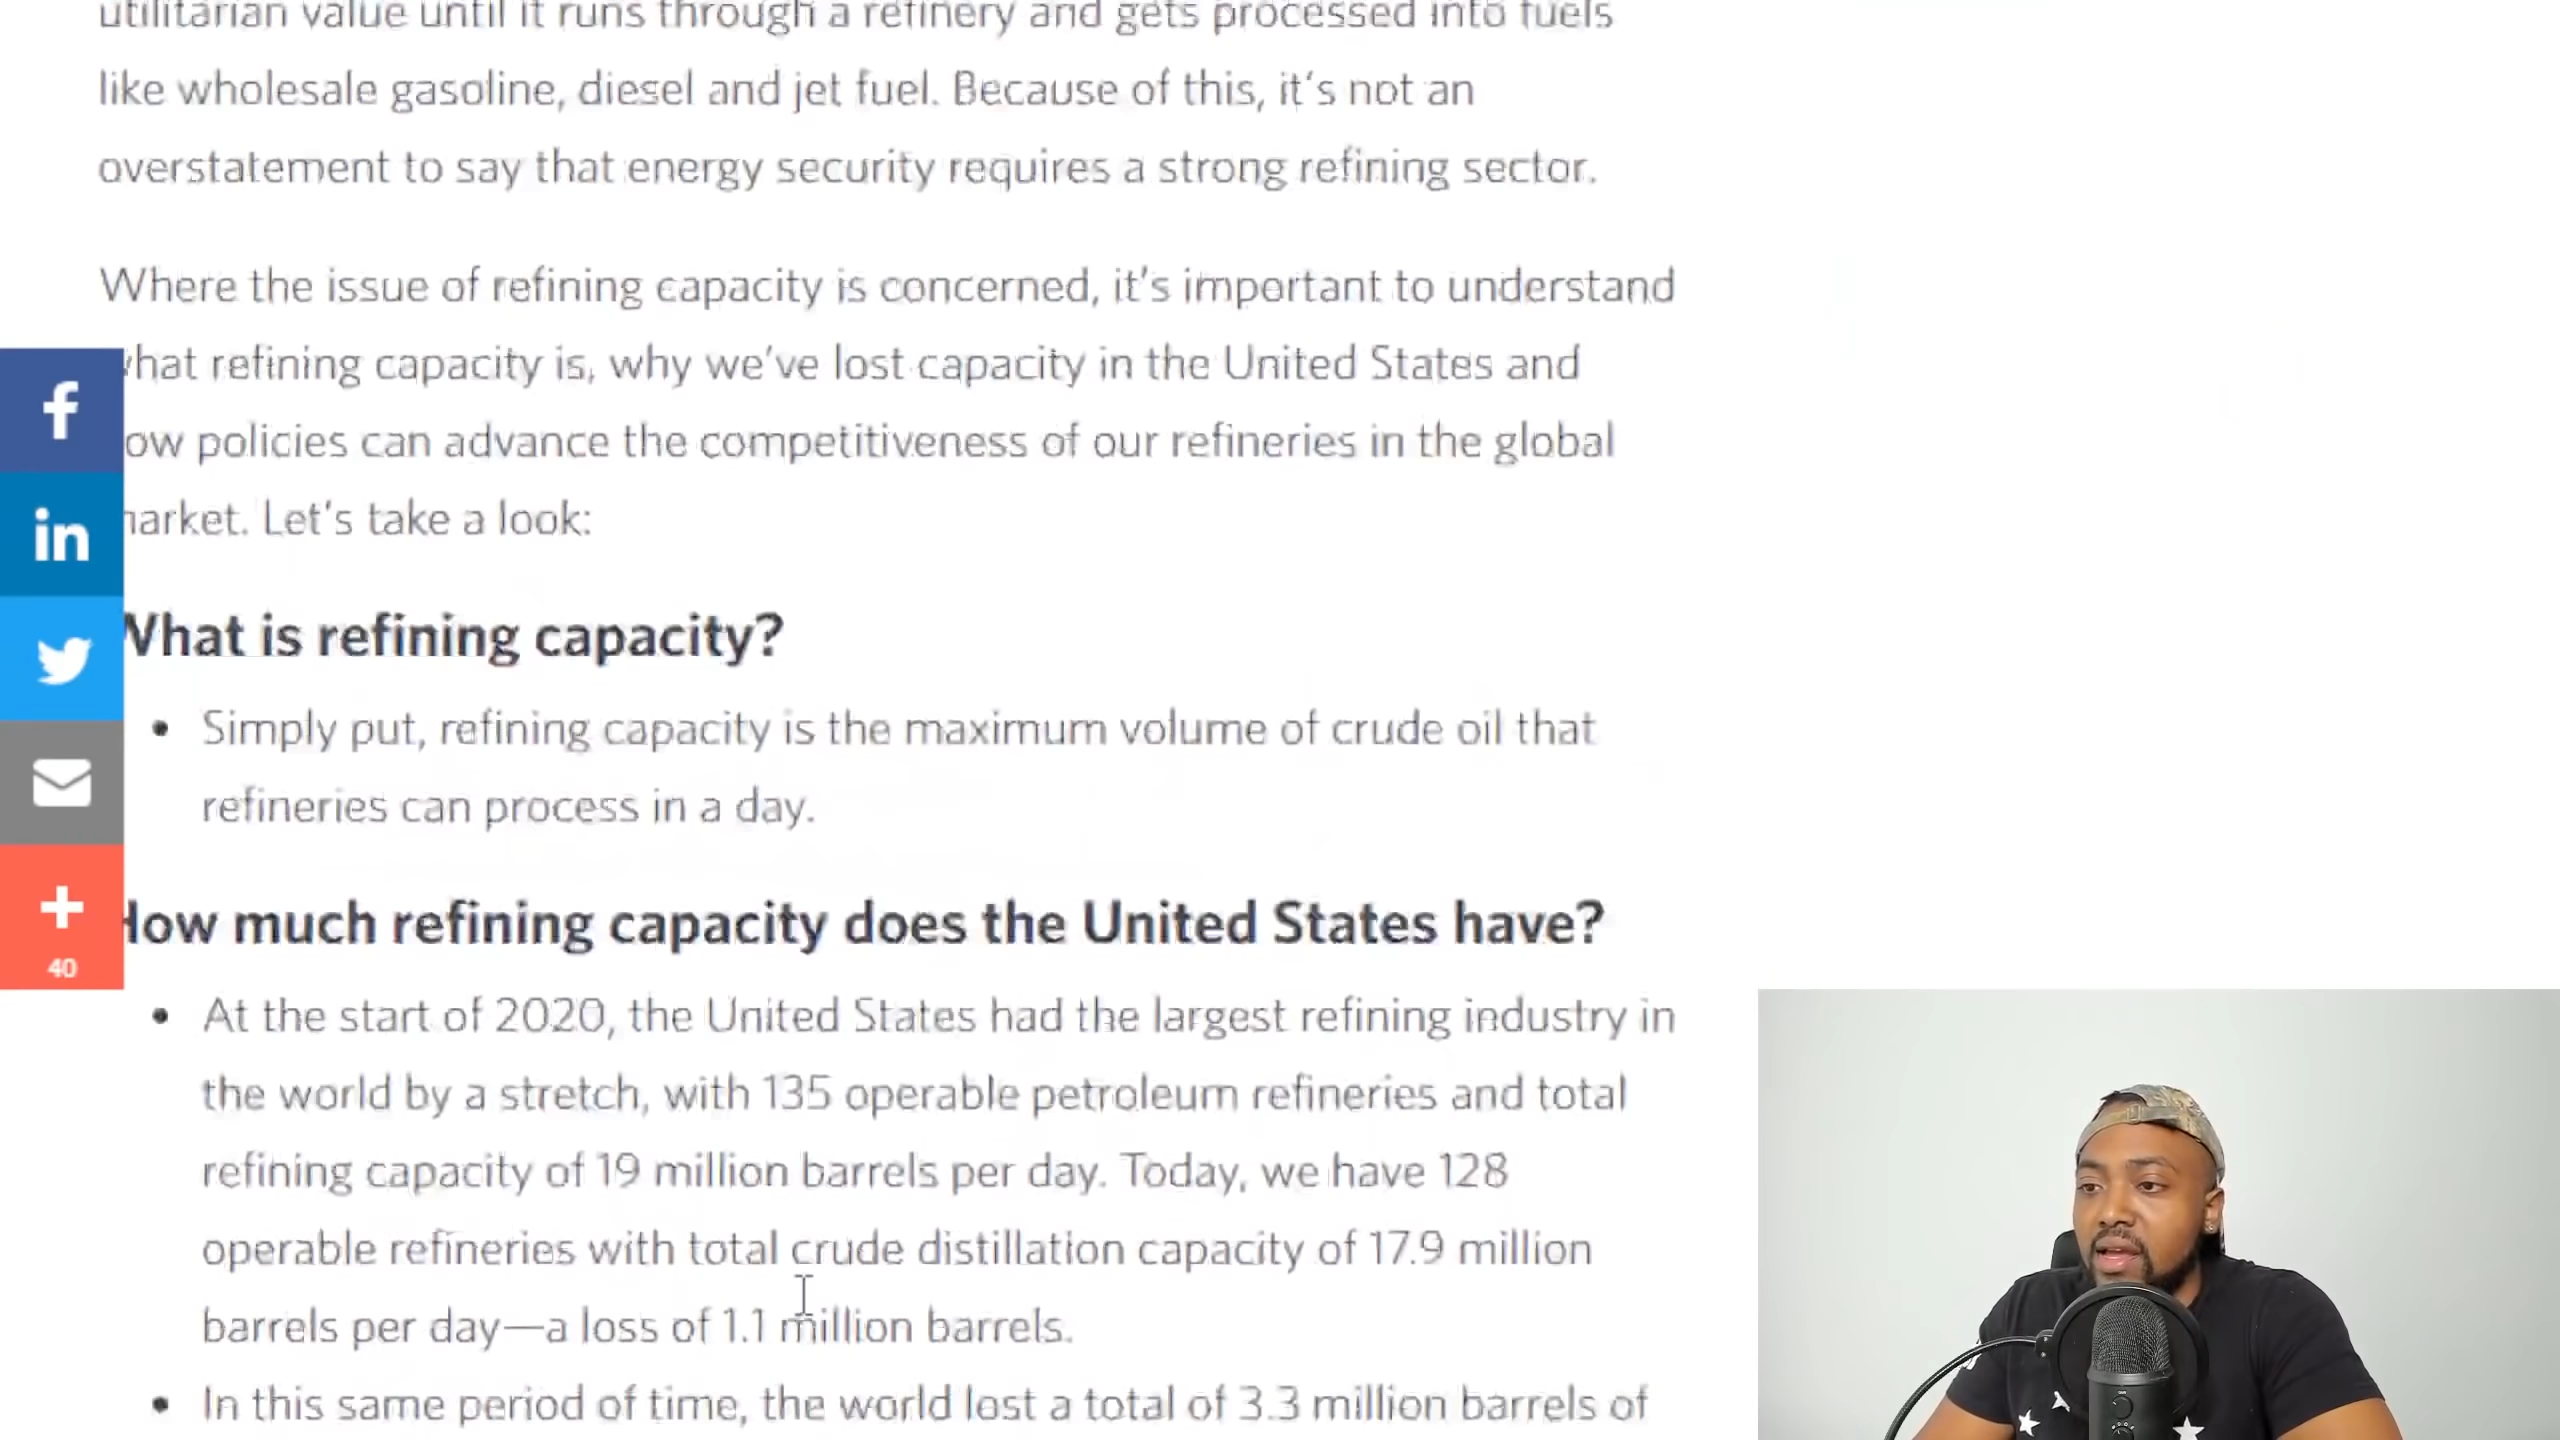 utilitarian value until it runs through a refinery and gets processed into fuels
like wholesale gasoline, diesel and jet fuel. Because of this, it's not an
overstatement to say that energy security requires a strong refining sector.
Where the issue of refining capacity is concerned, it's important to understand
hat refining capacity is, why we've lost capacity in the United States and
ow policies can advance the competitiveness of our refineries in the global
arket. Let's take a look:
What is refining capacity?
• Simply put, refining capacity is the maximum volume of crude oil that
refineries can process in a day.
How much refining capacity does the United States have?
40
• At the start of 2020, the United States had the largest refining industry in
the world by a stretch, with 135 operable petroleum refineries and total
refining capacity of 19 million barrels per day. Today, we have 128
operable refineries with total crude distillation capacity of 17.9 million
barrels per day—a loss of 1.1 million barrels.
• In this same period of time, the world lost a total of 3.3 million barrels of